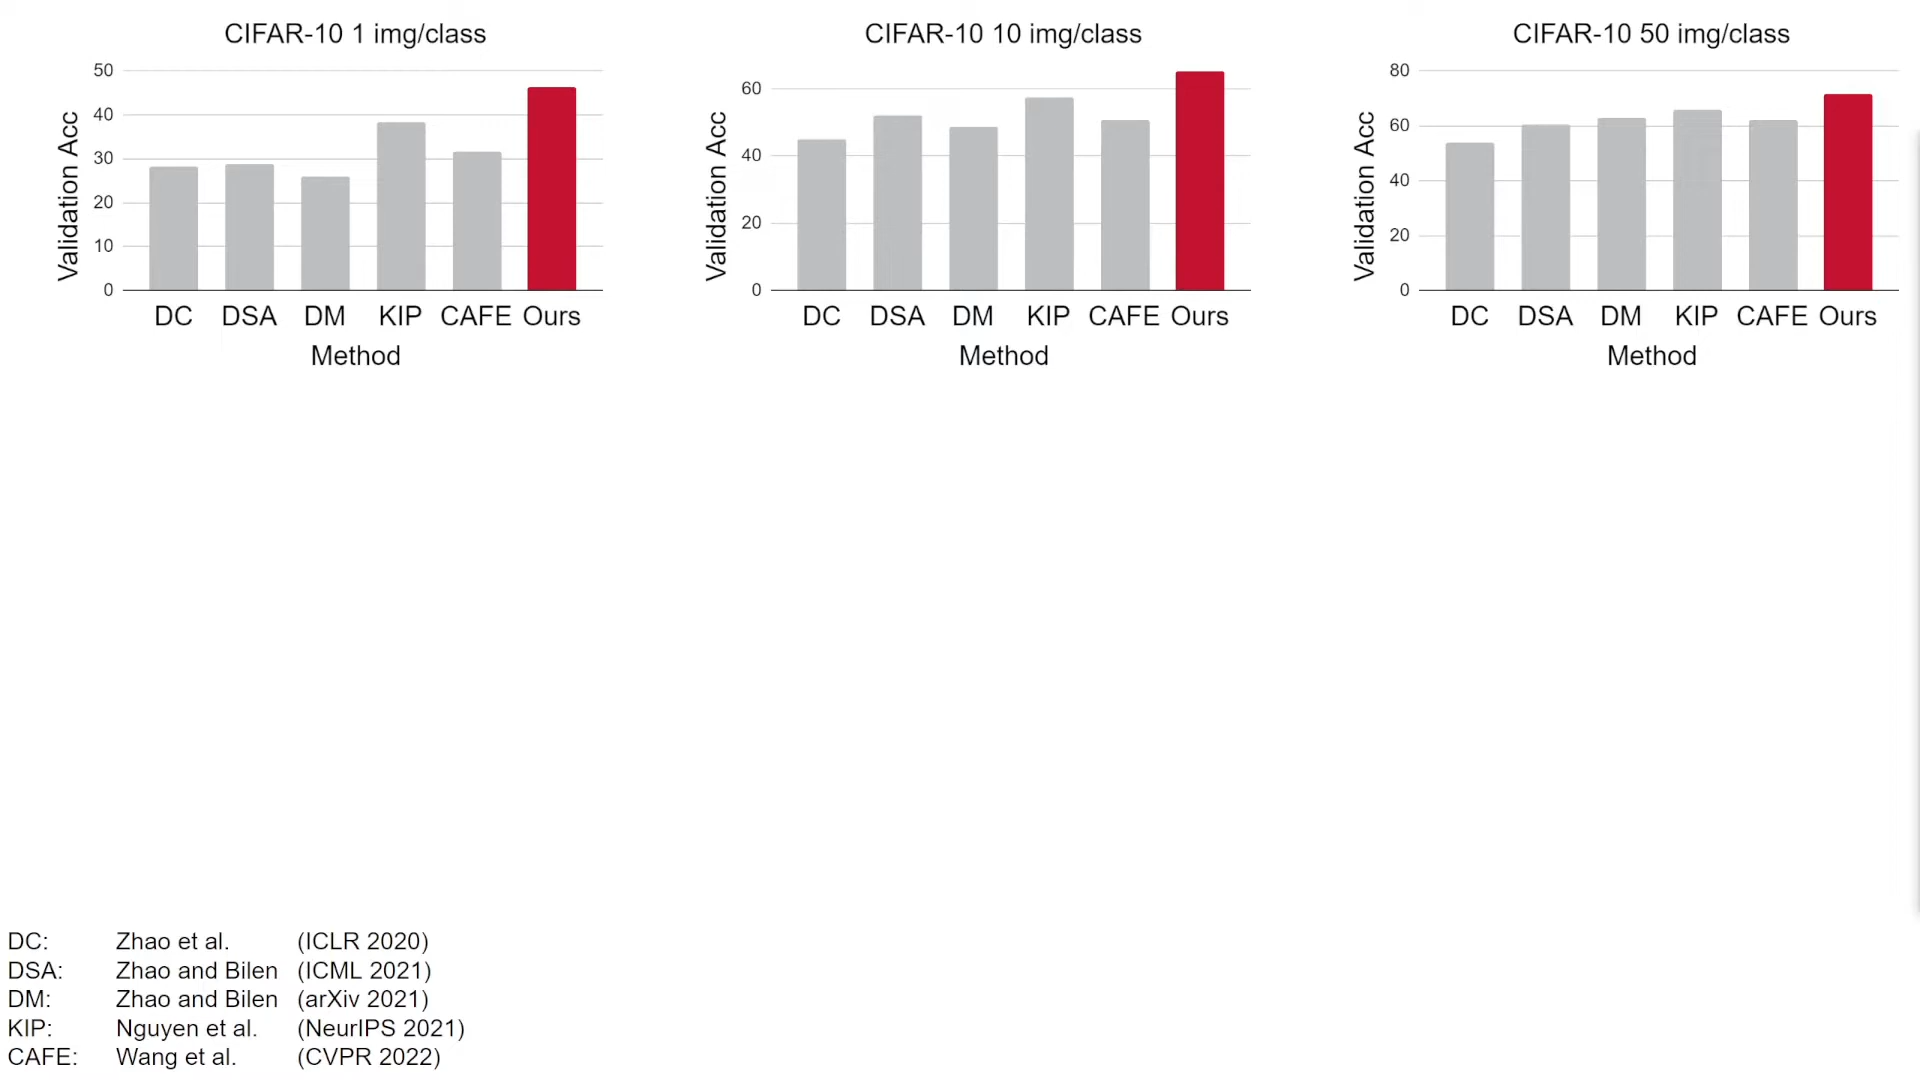 CIFAR-10 1 img/class
50
40
30
20
10
0
Validation Acc
DC DSA DM KIP CAFE Ours
Method
CIFAR-10 10 img/class
60
40
20
0
Validation Acc
DC DSA DM KIP CAFE Ours
Method
CIFAR-10 50 img/class
80
60
40
20
0
Validation Acc
DC DSA DM KIP CAFE Ours
Method
DC: Zhao et al. (ICLR 2020)
DSA: Zhao and Bilen (ICML 2021)
DM: Zhao and Bilen (arXiv 2021)
KIP: Nguyen et al. (NeurIPS 2021)
CAFE: Wang et al. (CVPR 2022)